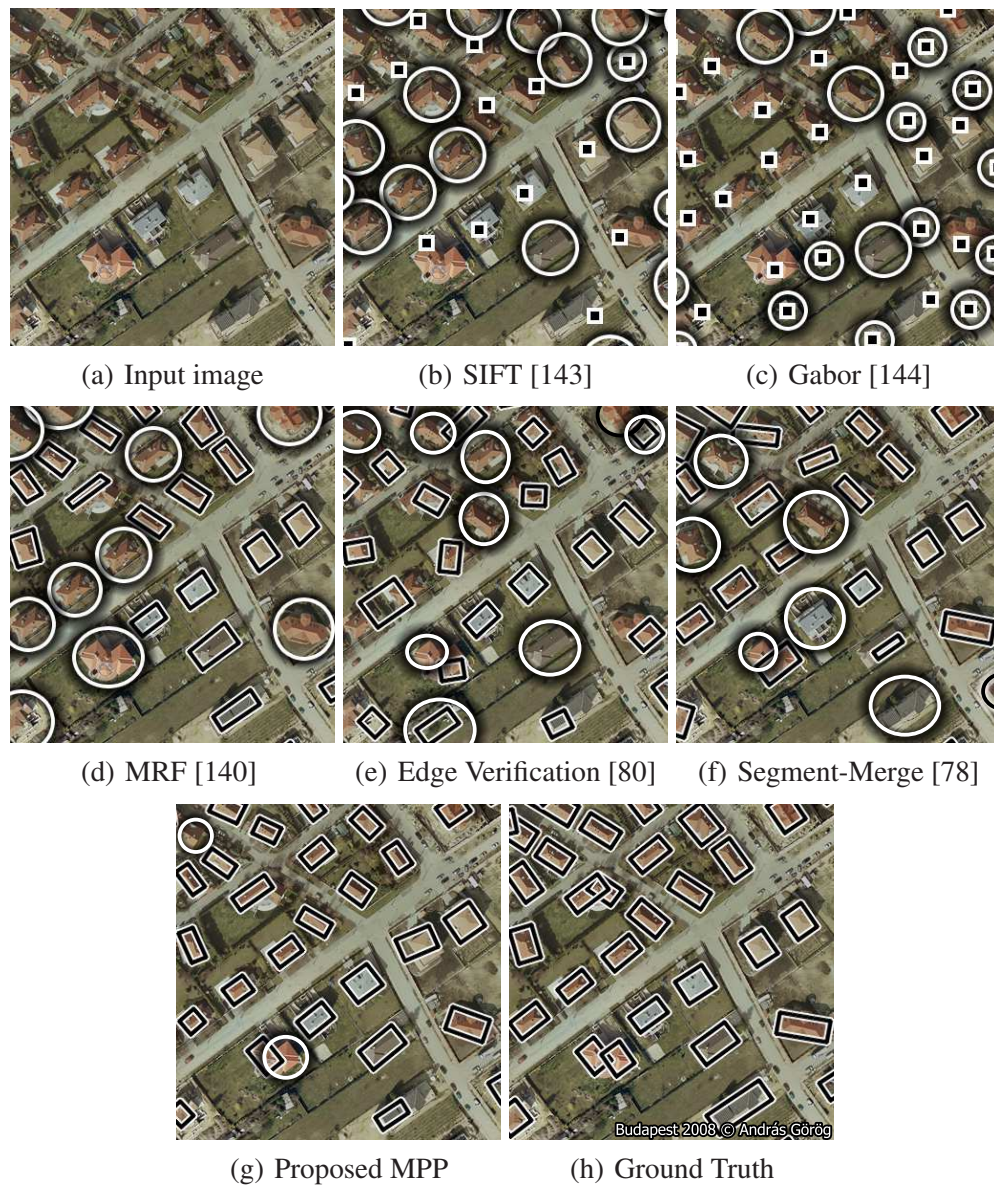 (a) Input image
(b) SIFT [143]
(c) Gabor [144]
(d) MRF [140]
(e) Edge Verification [80]
(f) Segment-Merge [78]
Budapest 2008 © András Görög
(g) Proposed MPP
(h) Ground Truth